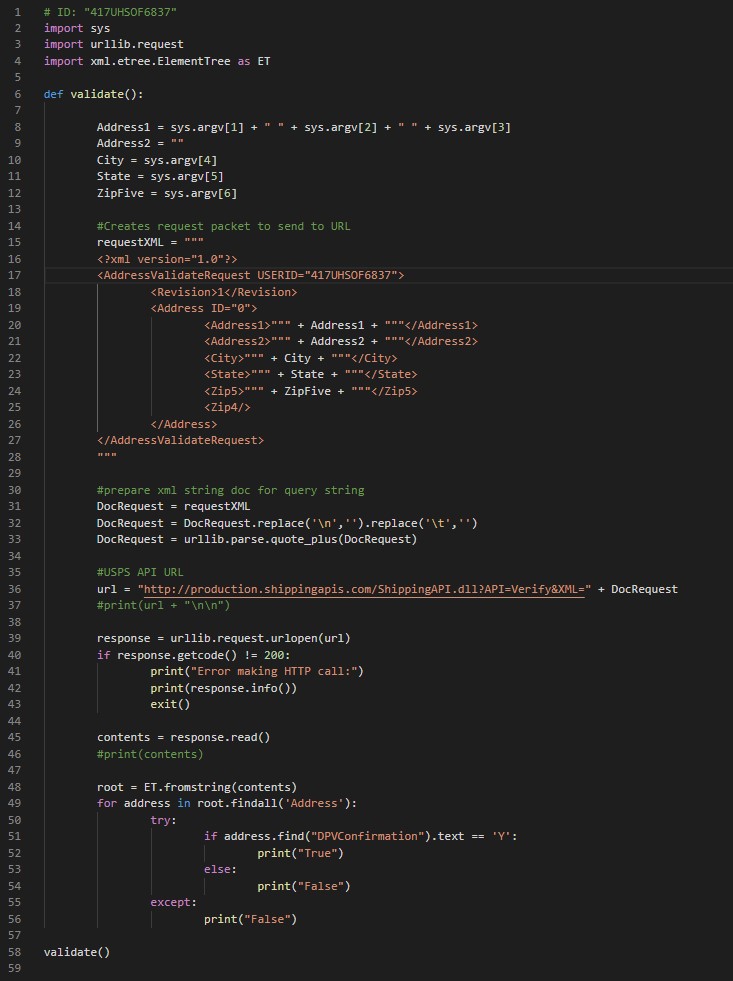 1 # ID: "417UHSOF6837"
2 import sys
3 import urllib.request
4 import xml.etree.ElementTree as ET
5
6 def validate():
7
8 Address1 = sys.argv[1] + " " + sys.argv[2] + " " + sys.argv[3]
9 Address2 = ""
10 City = sys.argv[4]
11 State = sys.argv[5]
12 ZipFive = sys.argv[6]
13
14 #Creates request packet to send to URL
15 requestXML = """
16 <?xml version="1.0"?>
17 <AddressValidateRequest USERID="417UHSOF6837">
18 <Revision>1</Revision>
19 <Address ID="0">
20 <Address1>""" + Address1 + """</Address1>
21 <Address2>""" + Address2 + """</Address2>
22 <City>""" + City + """</City>
23 <State>""" + State + """</State>
24 <Zip5>""" + ZipFive + """</Zip5>
25 <Zip4/>
26 </Address>
27 </AddressValidateRequest>
28 """
29
30 #prepare xml string doc for query string
31 DocRequest = requestXML
32 DocRequest = DocRequest.replace('\n','').replace('\t','')
33 DocRequest = urllib.parse.quote_plus(DocRequest)
34
35 #USPS API URL
36 url = "http://production.shippingapis.com/ShippingAPI.dll?API=Verify&XML=" + DocRequest
37 #print(url + "\n\n")
38
39 response = urllib.request.urlopen(url)
40 if response.getcode() != 200:
41 print("Error making HTTP call:")
42 print(response.info())
43 exit()
44
45 contents = response.read()
46 #print(contents)
47
48 root = ET.fromstring(contents)
49 for address in root.findall('Address'):
50 try:
51 if address.find("DPVConfirmation").text == 'Y':
52 print("True")
53 else:
54 print("False")
55 except:
56 print("False")
57
58 validate()
59